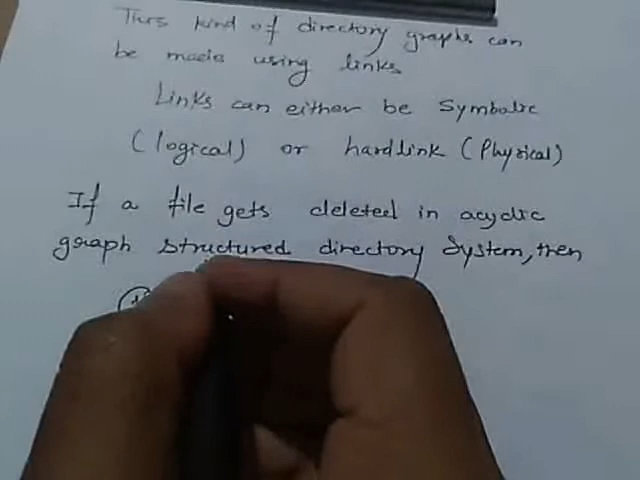 This kind of directory graphs can
be made using links
Links can either be Symbolic
(logical) or hardlink (Physical)
If a file gets deleted in acyclic
graph structured directory System, then